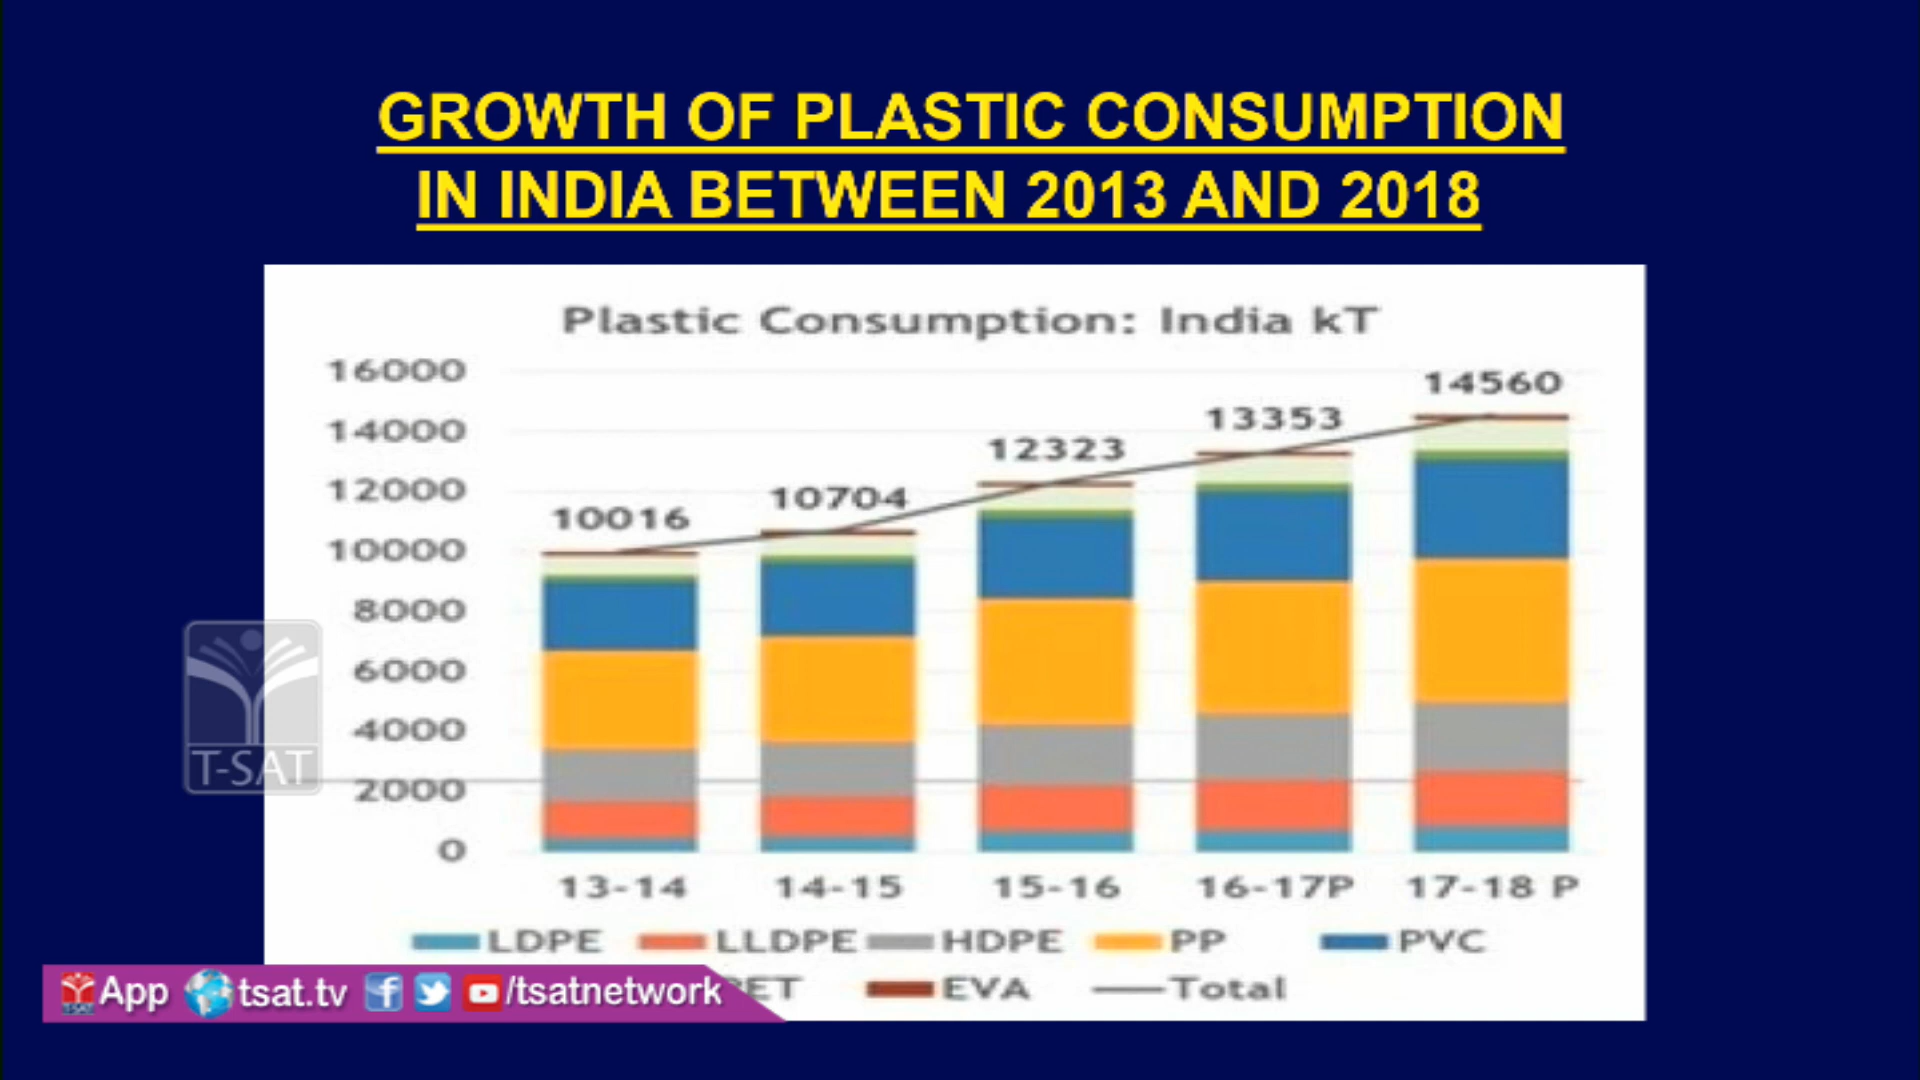 GROWTH OF PLASTIC CONSUMPTION
IN INDIA BETWEEN 2013 AND 2018
Plastic Consumption: India kT
16000
14000
12000
10000
8000
6000
4000
2000
0
10016
10704
12323
13353
14560
13-14 14-15 15-16 16-17P 17-18 P
LDPE LLDPE HDPE PP PVC
EVA Total
T-SAT
T-SAT App tsat.tv /tsatnetwork